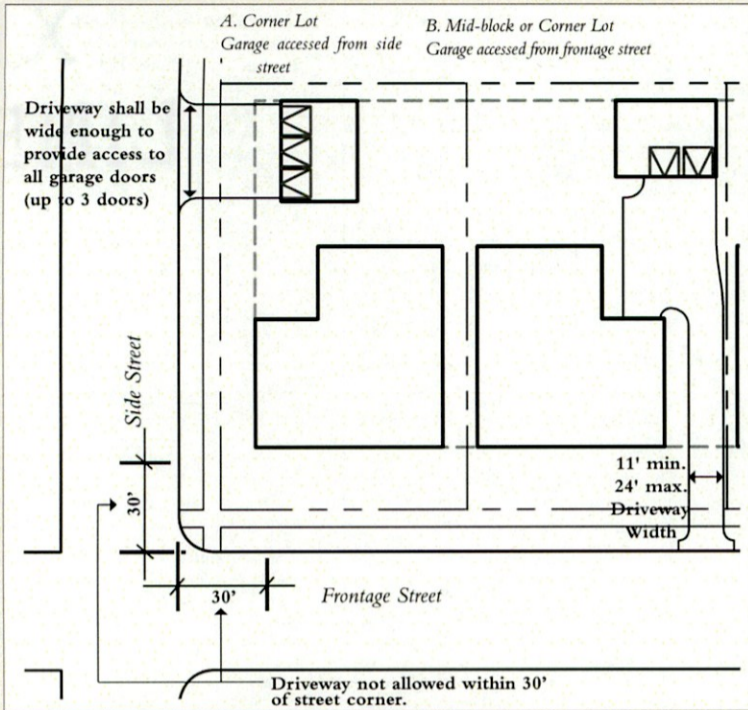 A. Corner Lot
Garage accessed from side
street
B. Mid-block or Corner Lot
Garage accessed from frontage street
Driveway shall be
wide enough to
provide access to
all garage doors
(up to 3 doors)
Side Street
30'
11' min.
24' max.
Driveway
Width
30'
Frontage Street
Driveway not allowed within 30'
of street corner.